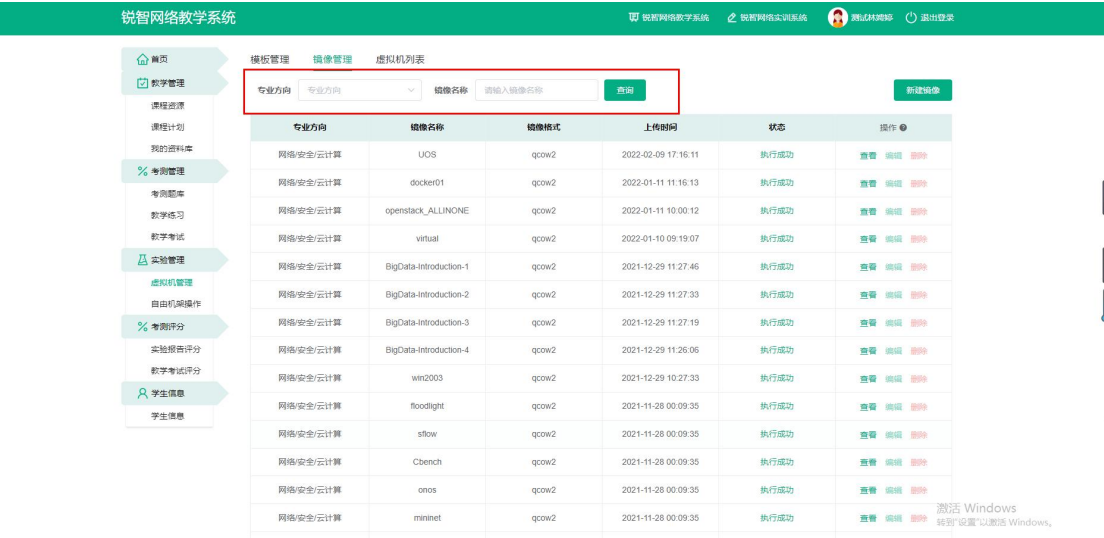 锐智网络教学系统 锐智网络教学系统 锐智网络实训系统 测试林婷婷 退出登录
首页
教学管理
课程资源
课程计划
我的资料库
考测管理
考测题库
教学练习
教学考试
实验管理
虚拟机管理
自由机架操作
考测评分
实验报告评分
教学考试评分
学生信息
学生信息
模板管理 镜像管理 虚拟机列表
专业方向 专业方向 镜像名称 请输入镜像名称 查询 新建镜像
专业方向 镜像名称 镜像格式 上传时间 状态 操作
网络/安全/云计算 UOS qcow2 2022-02-09 17:16:11 执行成功 查看 编辑 删除
网络/安全/云计算 docker01 qcow2 2022-01-11 11:16:13 执行成功 查看 编辑 删除
网络/安全/云计算 openstack_ALLINONE qcow2 2022-01-11 10:00:12 执行成功 查看 编辑 删除
网络/安全/云计算 virtual qcow2 2022-01-10 09:19:07 执行成功 查看 编辑 删除
网络/安全/云计算 BigData-Introduction-1 qcow2 2021-12-29 11:27:46 执行成功 查看 编辑 删除
网络/安全/云计算 BigData-Introduction-2 qcow2 2021-12-29 11:27:33 执行成功 查看 编辑 删除
网络/安全/云计算 BigData-Introduction-3 qcow2 2021-12-29 11:27:19 执行成功 查看 编辑 删除
网络/安全/云计算 BigData-Introduction-4 qcow2 2021-12-29 11:26:06 执行成功 查看 编辑 删除
网络/安全/云计算 win2003 qcow2 2021-12-29 10:27:33 执行成功 查看 编辑 删除
网络/安全/云计算 floodlight qcow2 2021-11-28 00:09:35 执行成功 查看 编辑 删除
网络/安全/云计算 sflow qcow2 2021-11-28 00:09:35 执行成功 查看 编辑 删除
网络/安全/云计算 Cbench qcow2 2021-11-28 00:09:35 执行成功 查看 编辑 删除
网络/安全/云计算 onos qcow2 2021-11-28 00:09:35 执行成功 查看 编辑 删除
网络/安全/云计算 mininet qcow2 2021-11-28 00:09:35 执行成功 查看 编辑 删除
激活 Windows
转到"设置"以激活 Windows。